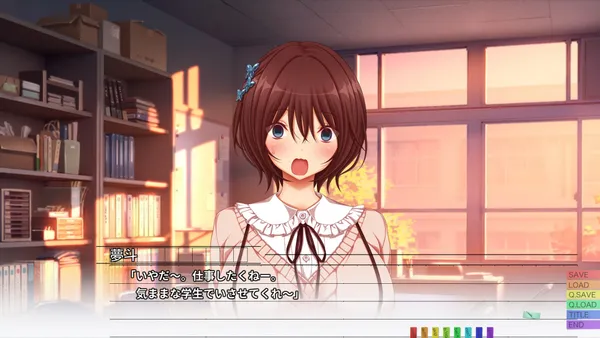 夢斗
「いやだ～。仕事したくねー。
気ままな学生でいさせてくれ～」
SAVE
LOAD
Q.SAVE
Q.LOAD
TITLE
END